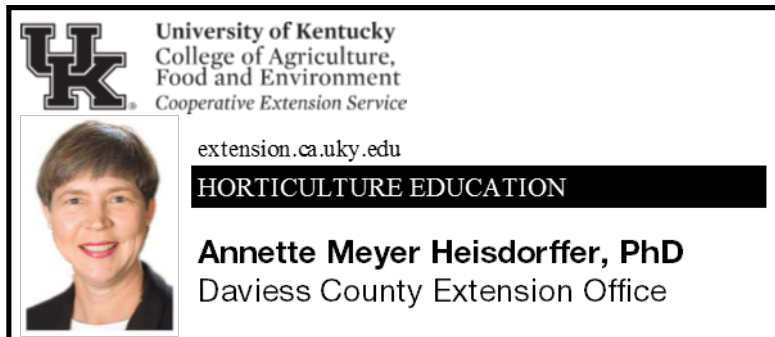 UK
University of Kentucky
College of Agriculture,
Food and Environment
Cooperative Extension Service
extension.ca.uky.edu
HORTICULTURE EDUCATION
Annette Meyer Heisdorffer, PhD
Daviess County Extension Office